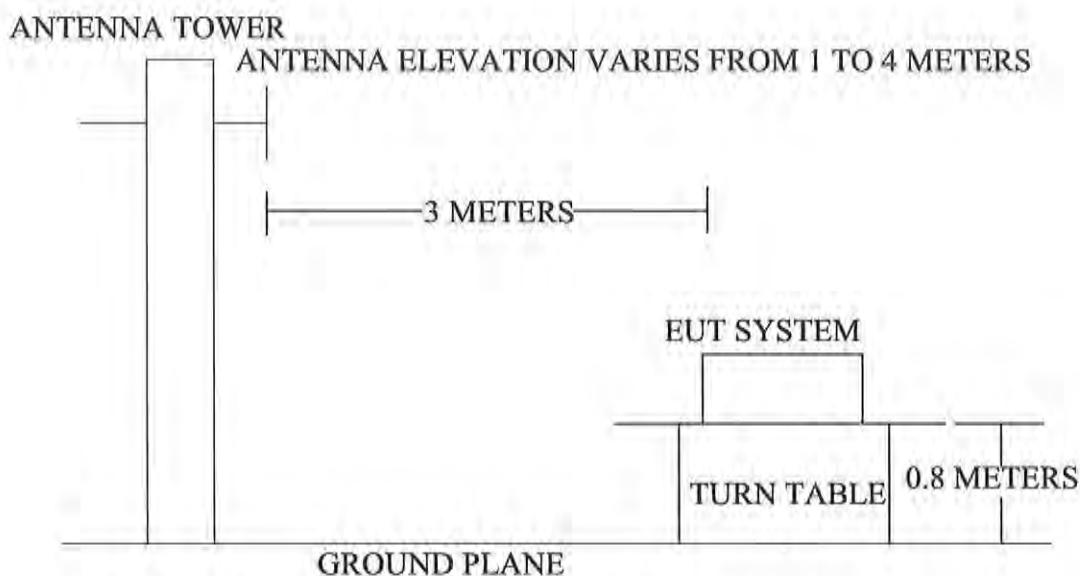 ANTENNA TOWER
ANTENNA ELEVATION VARIES FROM 1 TO 4 METERS
3 METERS
EUT SYSTEM
TURN TABLE
0.8 METERS
GROUND PLANE